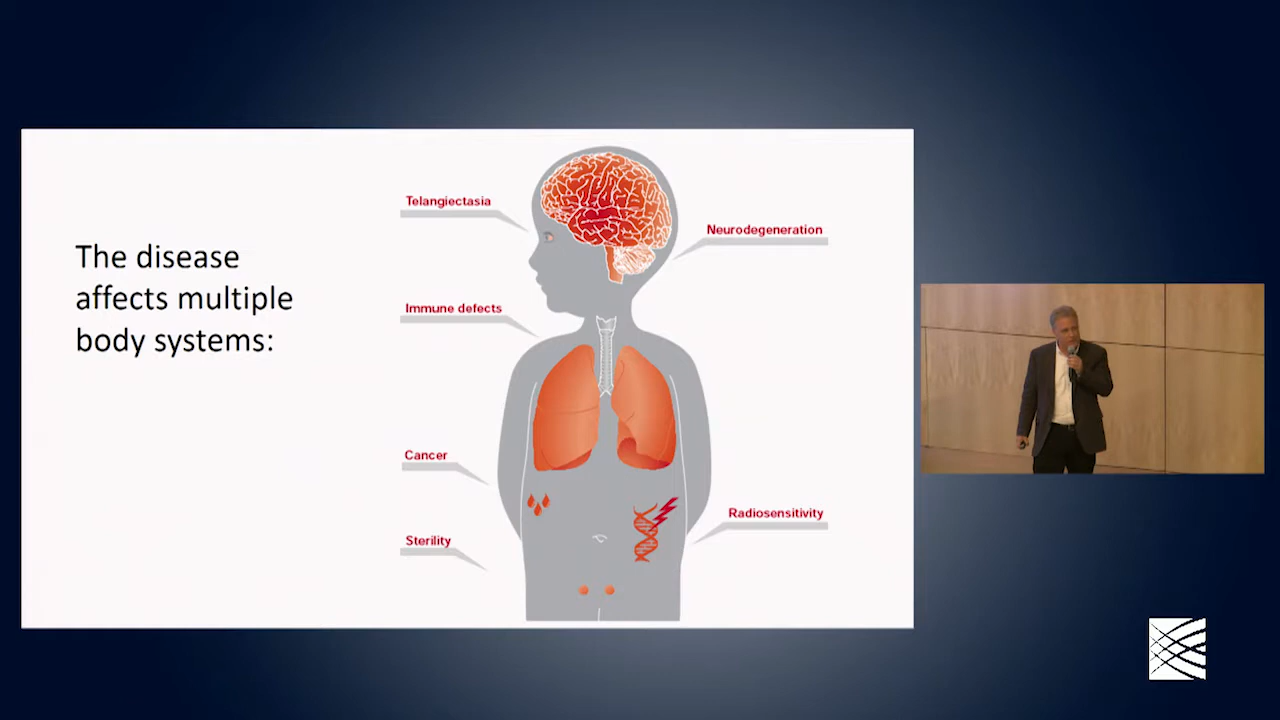 The disease
affects multiple
body systems:
Telangiectasia
Neurodegeneration
Immune defects
Cancer
Radiosensitivity
Sterility